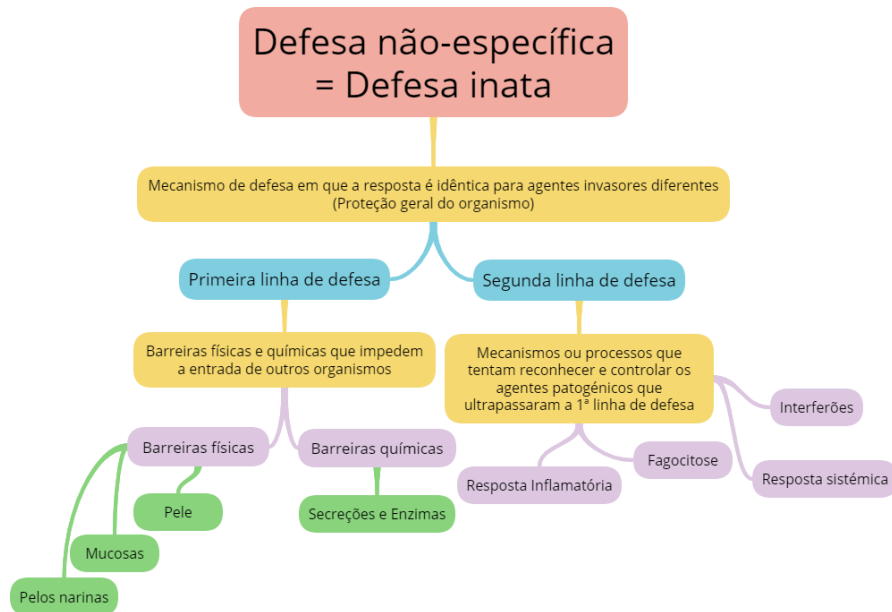 Defesa não-específica
= Defesa inata
Mecanismo de defesa em que a resposta é idêntica para agentes invasores diferentes
(Proteção geral do organismo)
Primeira linha de defesa
Segunda linha de defesa
Barreiras físicas e químicas que impedem
a entrada de outros organismos
Mecanismos ou processos que
tentam reconhecer e controlar os
agentes patogénicos que
ultrapassaram a 1ª linha de defesa
Interferões
Barreiras físicas
Barreiras químicas
Fagocitose
Resposta Inflamatória
Resposta sistémica
Pele
Secreções e Enzimas
Mucosas
Pelos narinas